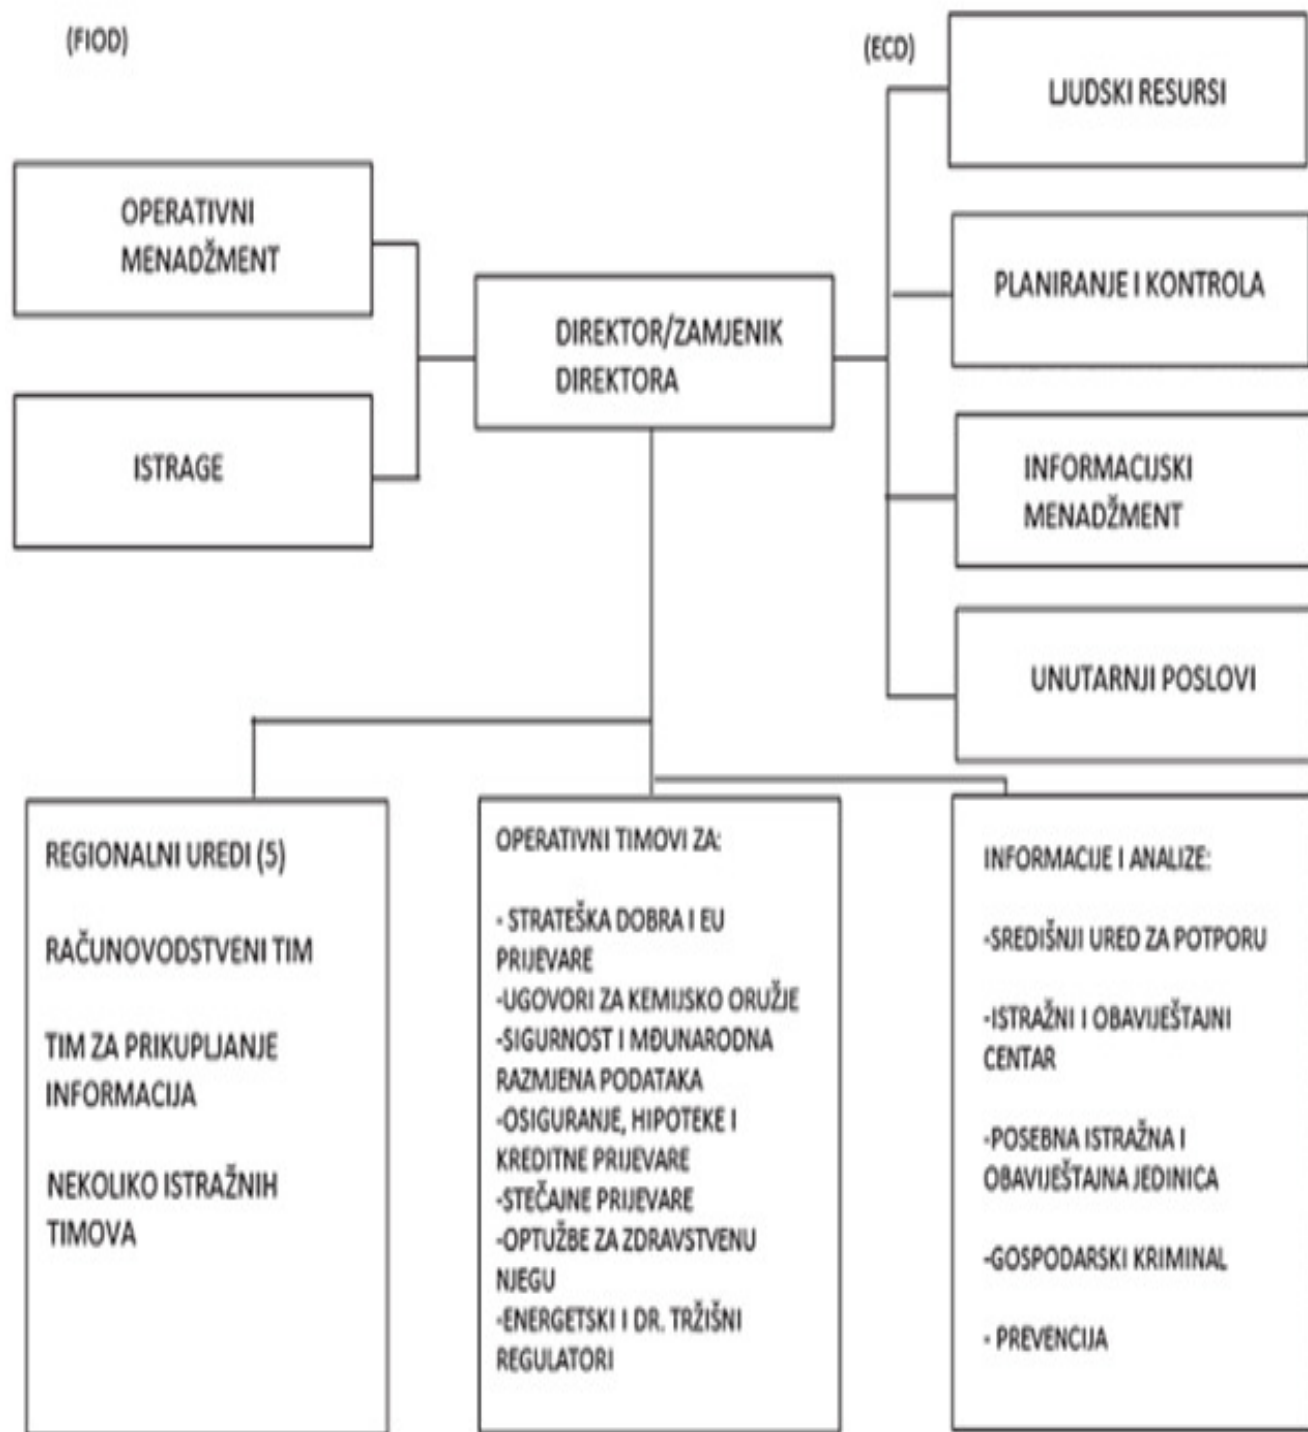 (FIOD)
(ECD)
LJUDSKI RESURSI
OPERATIVNI
MENADŽMENT
PLANIRANJE I KONTROLA
DIREKTOR/ZAMJENIK
DIREKTORA
ISTRAGE
INFORMACIJSKI
MENADŽMENT
UNUTARNJI POSLOVI
REGIONALNI UREDI (5)
RAČUNOVODSTVENI TIM
TIM ZA PRIKUPLJANJE
INFORMACIJA
NEKOLIKO ISTRAŽNIH
TIMOVA
OPERATIVNI TIMOVI ZA:
- STRATEŠKA DOBRA I EU
PRIJEVARE
-UGOVORI ZA KEMIJSKO ORUŽJE
-SIGURNOST I MĐUNARODNA
RAZMJENA PODATAKA
-OSIGURANJE, HIPOTEKE I
KREDITNE PRIJEVARE
-STEČAJNE PRIJEVARE
-OPTUŽBE ZA ZDRAVSTVENU
NJEGU
-ENERGETSKI I DR. TRŽIŠNI
REGULATORI
INFORMACIJE I ANALIZE:
-SREDIŠNJI URED ZA POTPORU
-ISTRAŽNI I OBAVIJEŠTAJNI
CENTAR
-POSEBNA ISTRAŽNA I
OBAVIJEŠTAJNA JEDINICA
-GOSPODARSKI KRIMINAL
- PREVENCIJA